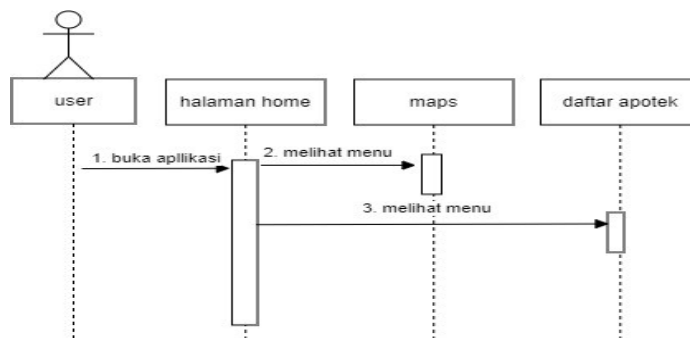 user
halaman home
maps
daftar apotek
1. buka apllikasi
2. melihat menu
3. melihat menu